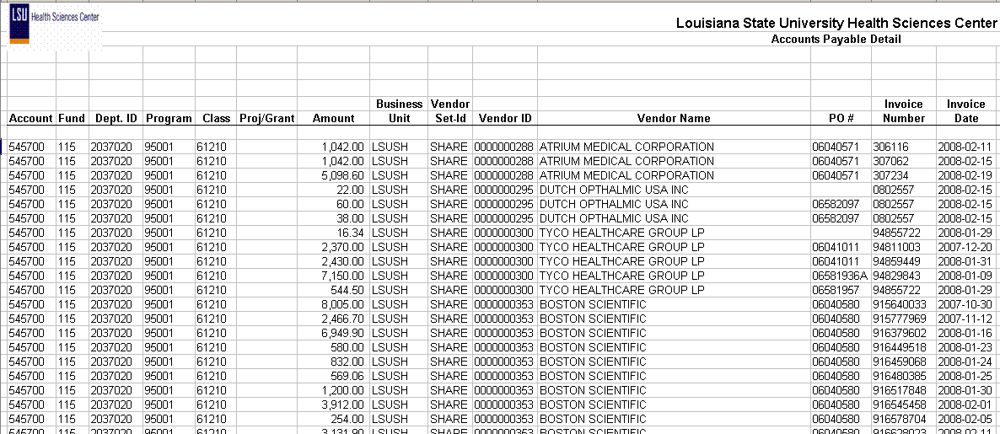 LSU Health Sciences Center
Louisiana State University Health Sciences Center
Accounts Payable Detail
Account Fund Dept. ID Program Class Proj/Grant Amount Business Unit Vendor Set-Id Vendor ID Vendor Name PO # Invoice Number Invoice Date
545700 115 2037020 95001 61210 1,042.00 LSUSH SHARE 0000000288 ATRIUM MEDICAL CORPORATION 06040571 306116 2008-02-11
545700 115 2037020 95001 61210 1,042.00 LSUSH SHARE 0000000288 ATRIUM MEDICAL CORPORATION 06040571 307062 2008-02-15
545700 115 2037020 95001 61210 5,098.60 LSUSH SHARE 0000000288 ATRIUM MEDICAL CORPORATION 06040571 307234 2008-02-19
545700 115 2037020 95001 61210 22.00 LSUSH SHARE 0000000295 DUTCH OPTHALMIC USA INC 0802557 2008-02-15
545700 115 2037020 95001 61210 60.00 LSUSH SHARE 0000000295 DUTCH OPTHALMIC USA INC 06582097 0802557 2008-02-15
545700 115 2037020 95001 61210 38.00 LSUSH SHARE 0000000295 DUTCH OPTHALMIC USA INC 06582097 0802557 2008-02-15
545700 115 2037020 95001 61210 16.34 LSUSH SHARE 0000000300 TYCO HEALTHCARE GROUP LP 94855722 2008-01-29
545700 115 2037020 95001 61210 2,370.00 LSUSH SHARE 0000000300 TYCO HEALTHCARE GROUP LP 06041011 94811003 2007-12-20
545700 115 2037020 95001 61210 2,430.00 LSUSH SHARE 0000000300 TYCO HEALTHCARE GROUP LP 06041011 94859449 2008-01-31
545700 115 2037020 95001 61210 7,150.00 LSUSH SHARE 0000000300 TYCO HEALTHCARE GROUP LP 06581936A 94829843 2008-01-09
545700 115 2037020 95001 61210 544.50 LSUSH SHARE 0000000300 TYCO HEALTHCARE GROUP LP 06581957 94855722 2008-01-29
545700 115 2037020 95001 61210 8,005.00 LSUSH SHARE 0000000353 BOSTON SCIENTIFIC 06040580 915640033 2007-10-30
545700 115 2037020 95001 61210 2,466.70 LSUSH SHARE 0000000353 BOSTON SCIENTIFIC 06040580 915777969 2007-11-12
545700 115 2037020 95001 61210 6,949.90 LSUSH SHARE 0000000353 BOSTON SCIENTIFIC 06040580 916379602 2008-01-16
545700 115 2037020 95001 61210 580.00 LSUSH SHARE 0000000353 BOSTON SCIENTIFIC 06040580 916449518 2008-01-23
545700 115 2037020 95001 61210 832.00 LSUSH SHARE 0000000353 BOSTON SCIENTIFIC 06040580 916459068 2008-01-24
545700 115 2037020 95001 61210 569.06 LSUSH SHARE 0000000353 BOSTON SCIENTIFIC 06040580 916480385 2008-01-25
545700 115 2037020 95001 61210 1,200.00 LSUSH SHARE 0000000353 BOSTON SCIENTIFIC 06040580 916517848 2008-01-30
545700 115 2037020 95001 61210 3,912.00 LSUSH SHARE 0000000353 BOSTON SCIENTIFIC 06040580 916545458 2008-02-01
545700 115 2037020 95001 61210 254.00 LSUSH SHARE 0000000353 BOSTON SCIENTIFIC 06040580 916578704 2008-02-05
545700 115 2037020 95001 61210 3,131.90 LSUSH SHARE 0000000353 BOSTON SCIENTIFIC 06040580 916628023 2008-02-11